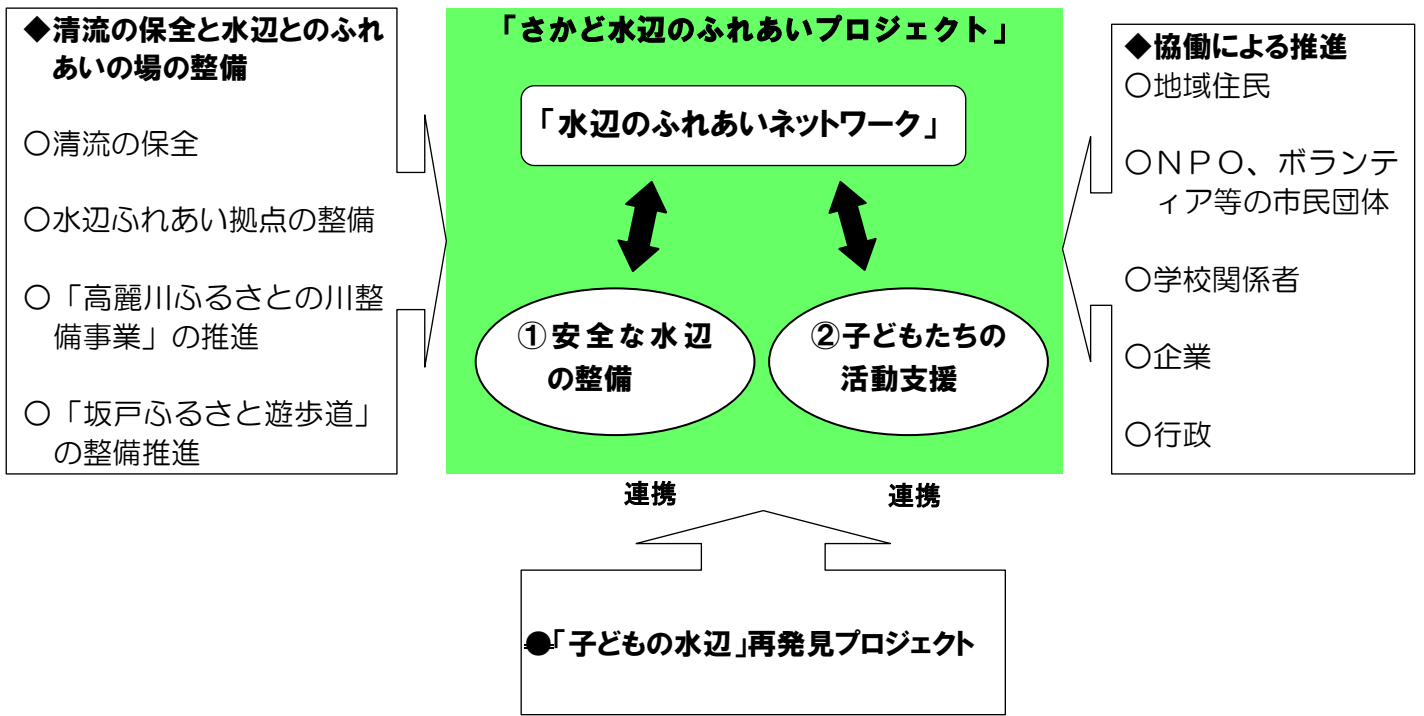 ◆清流の保全と水辺とのふれ
あいの場の整備
○清流の保全
○水辺ふれあい拠点の整備
○「高麗川ふるさとの川整
備事業」の推進
○「坂戸ふるさと遊歩道」
の整備推進
「さかど水辺のふれあいプロジェクト」
「水辺のふれあいネットワーク」
①安全な水辺
の整備
②子どもたちの
活動支援
連携
連携
●「子どもの水辺」再発見プロジェクト
◆協働による推進
○地域住民
○ＮＰＯ、ボランテ
ィア等の市民団体
○学校関係者
○企業
○行政